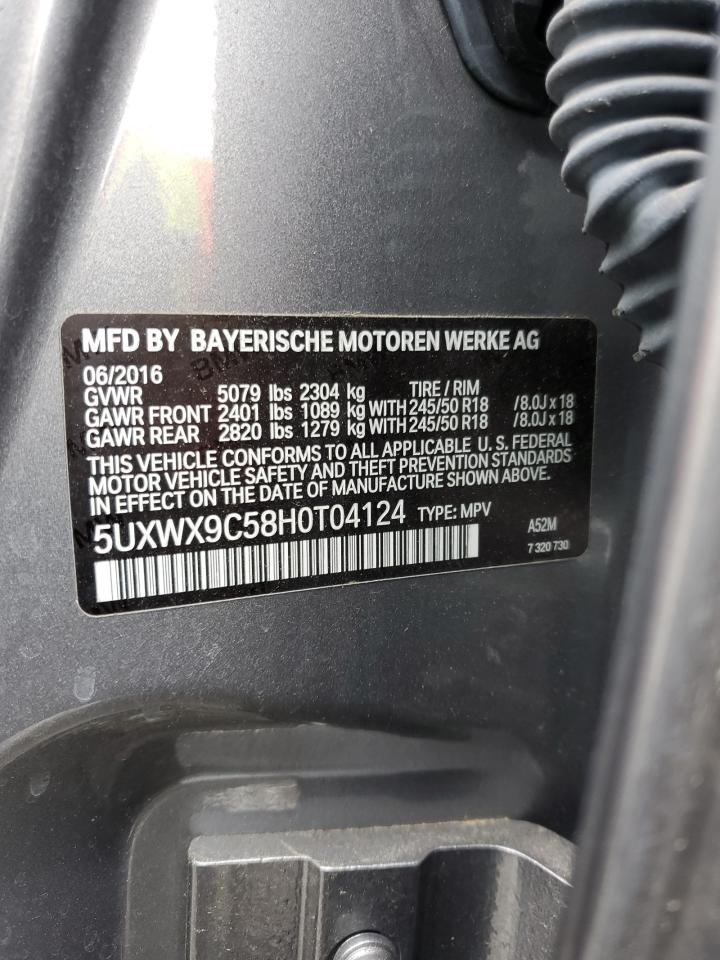 MFD BY BAYERISCHE MOTOREN WERKE AG
06/2016
GVWR 5079 lbs 2304 kg TIRE / RIM
GAWR FRONT 2401 lbs 1089 kg WITH 245/50 R18 /8.0J x 18
GAWR REAR 2820 lbs 1279 kg WITH 245/50 R18 /8.0J x 18
THIS VEHICLE CONFORMS TO ALL APPLICABLE U. S. FEDERAL
MOTOR VEHICLE SAFETY AND THEFT PREVENTION STANDARDS
IN EFFECT ON THE DATE OF MANUFACTURE SHOWN ABOVE.
5UXWX9C58H0T04124 TYPE: MPV A52M
7 320 730